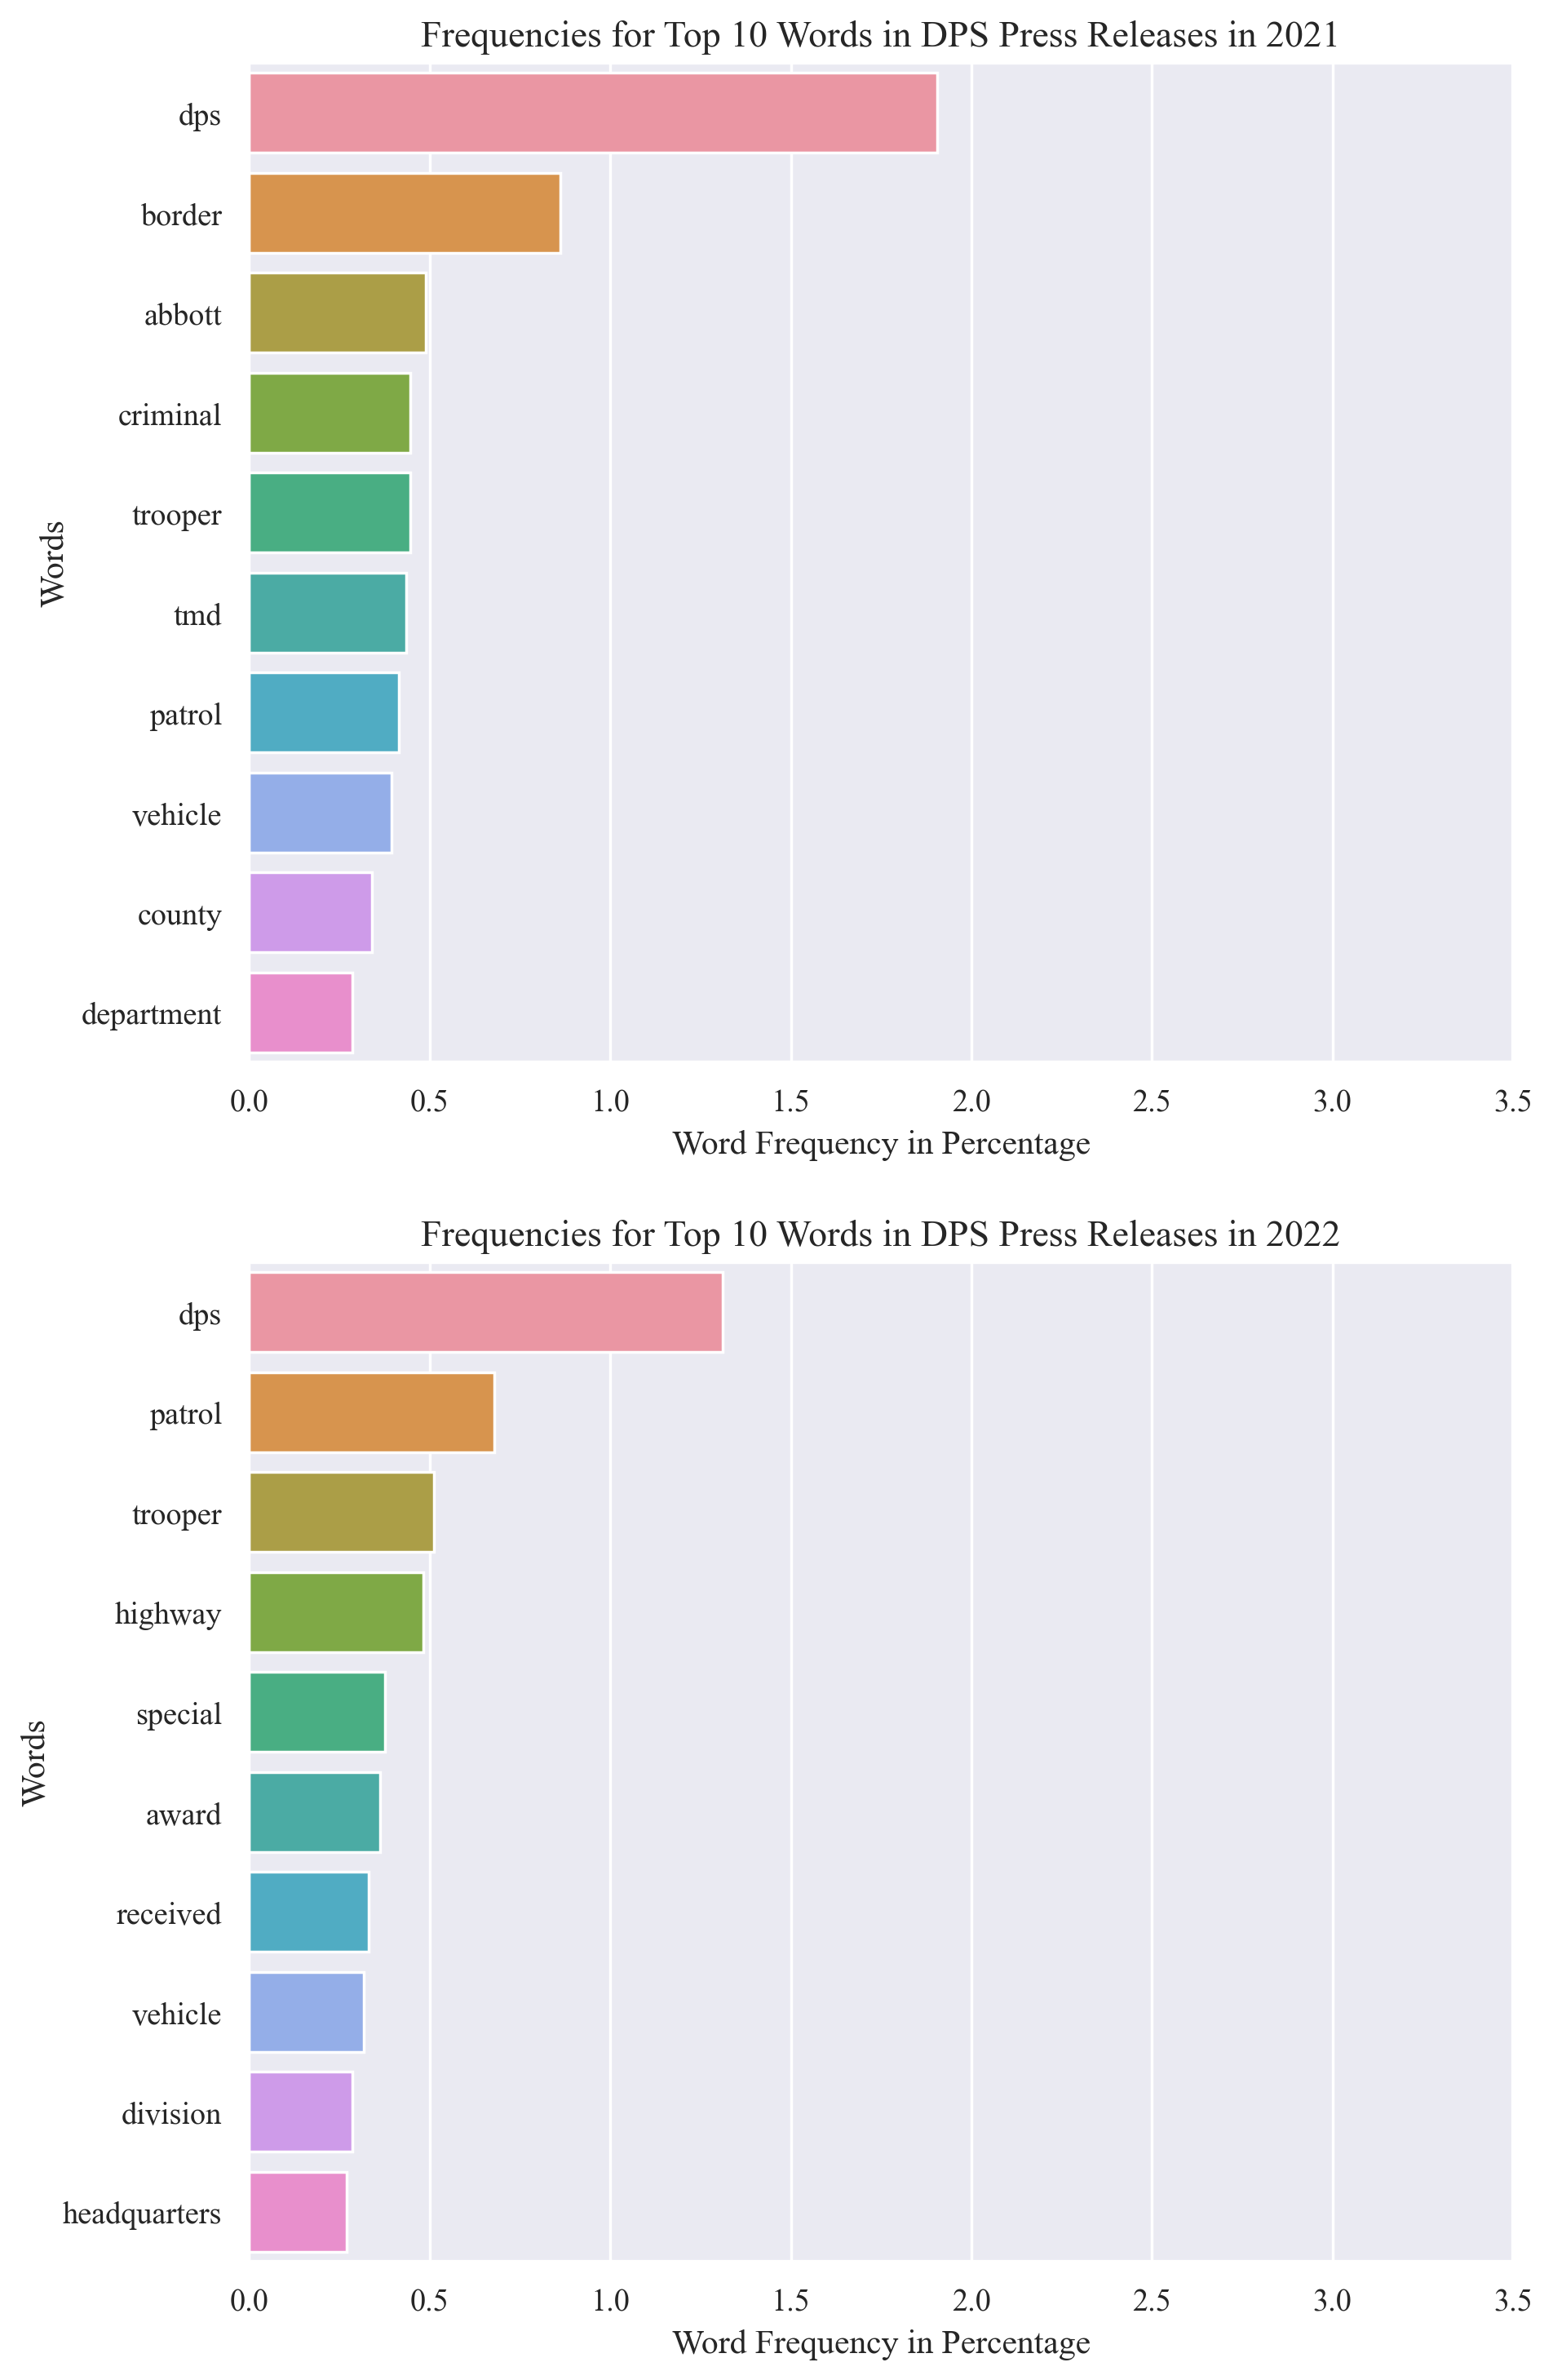 Frequencies for Top 10 Words in DPS Press Releases in 2021
dps
border
abbott
criminal
trooper
tmd
patrol
vehicle
county
department
Words
0.0 0.5 1.0 1.5 2.0 2.5 3.0 3.5
Word Frequency in Percentage
Frequencies for Top 10 Words in DPS Press Releases in 2022
dps
patrol
trooper
highway
special
award
received
vehicle
division
headquarters
Words
0.0 0.5 1.0 1.5 2.0 2.5 3.0 3.5
Word Frequency in Percentage